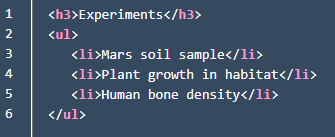 1 <h3>Experiments</h3>
2 <ul>
3 <li>Mars soil sample</li>
4 <li>Plant growth in habitat</li>
5 <li>Human bone density</li>
6 </ul>